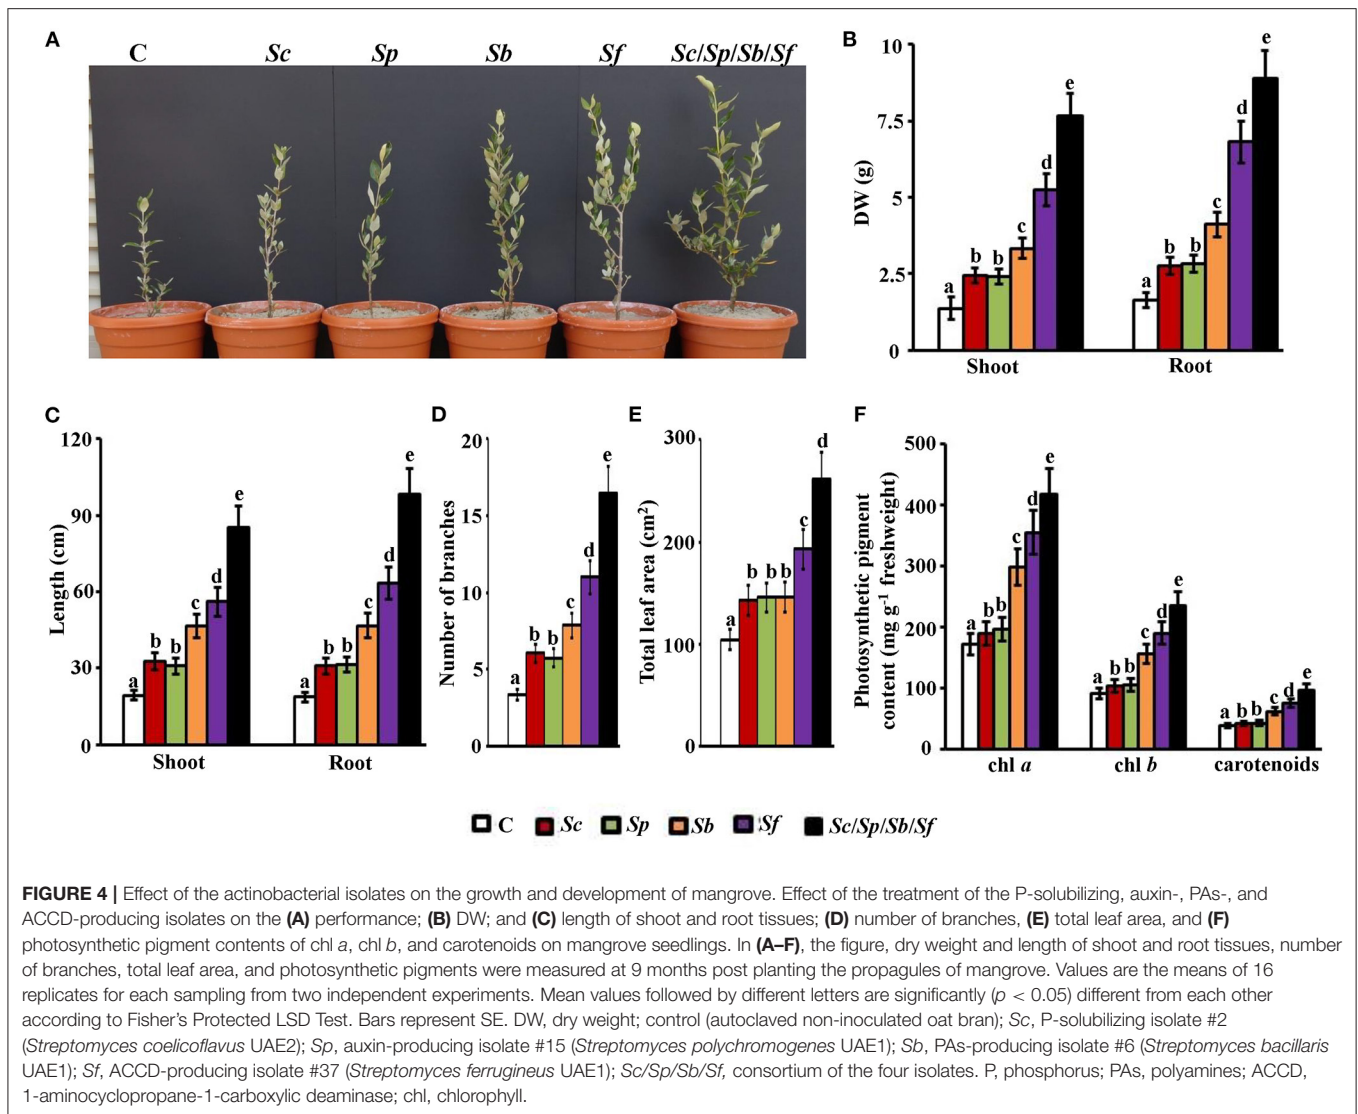 A
C Sc Sp Sb Sf Sc/Sp/Sb/Sf
B
10
7.5
5
2.5
0
DW (g)
a b b c d e
a b b c d e
Shoot Root
C
120
90
60
30
0
Length (cm)
a b b c d e
a b b c d e
Shoot Root
D
20
15
10
5
0
Number of branches
a b b c d e
E
300
200
100
0
Total leaf area (cm²)
a b b b c d
F
500
400
300
200
100
0
Photosynthetic pigment
content (mg g⁻¹ freshweight)
a b b c d e
a b b c d e
a b b c d e
chl a chl b carotenoids
C Sc Sp Sb Sf Sc/Sp/Sb/Sf
FIGURE 4 | Effect of the actinobacterial isolates on the growth and development of mangrove. Effect of the treatment of the P-solubilizing, auxin-, PAs-, and
ACCD-producing isolates on the (A) performance; (B) DW; and (C) length of shoot and root tissues; (D) number of branches, (E) total leaf area, and (F)
photosynthetic pigment contents of chl a, chl b, and carotenoids on mangrove seedlings. In (A–F), the figure, dry weight and length of shoot and root tissues, number
of branches, total leaf area, and photosynthetic pigments were measured at 9 months post planting the propagules of mangrove. Values are the means of 16
replicates for each sampling from two independent experiments. Mean values followed by different letters are significantly (p < 0.05) different from each other
according to Fisher's Protected LSD Test. Bars represent SE. DW, dry weight; control (autoclaved non-inoculated oat bran); Sc, P-solubilizing isolate #2
(Streptomyces coelicoflavus UAE2); Sp, auxin-producing isolate #15 (Streptomyces polychromogenes UAE1); Sb, PAs-producing isolate #6 (Streptomyces bacillaris
UAE1); Sf, ACCD-producing isolate #37 (Streptomyces ferrugineus UAE1); Sc/Sp/Sb/Sf, consortium of the four isolates. P, phosphorus; PAs, polyamines; ACCD,
1-aminocyclopropane-1-carboxylic deaminase; chl, chlorophyll.